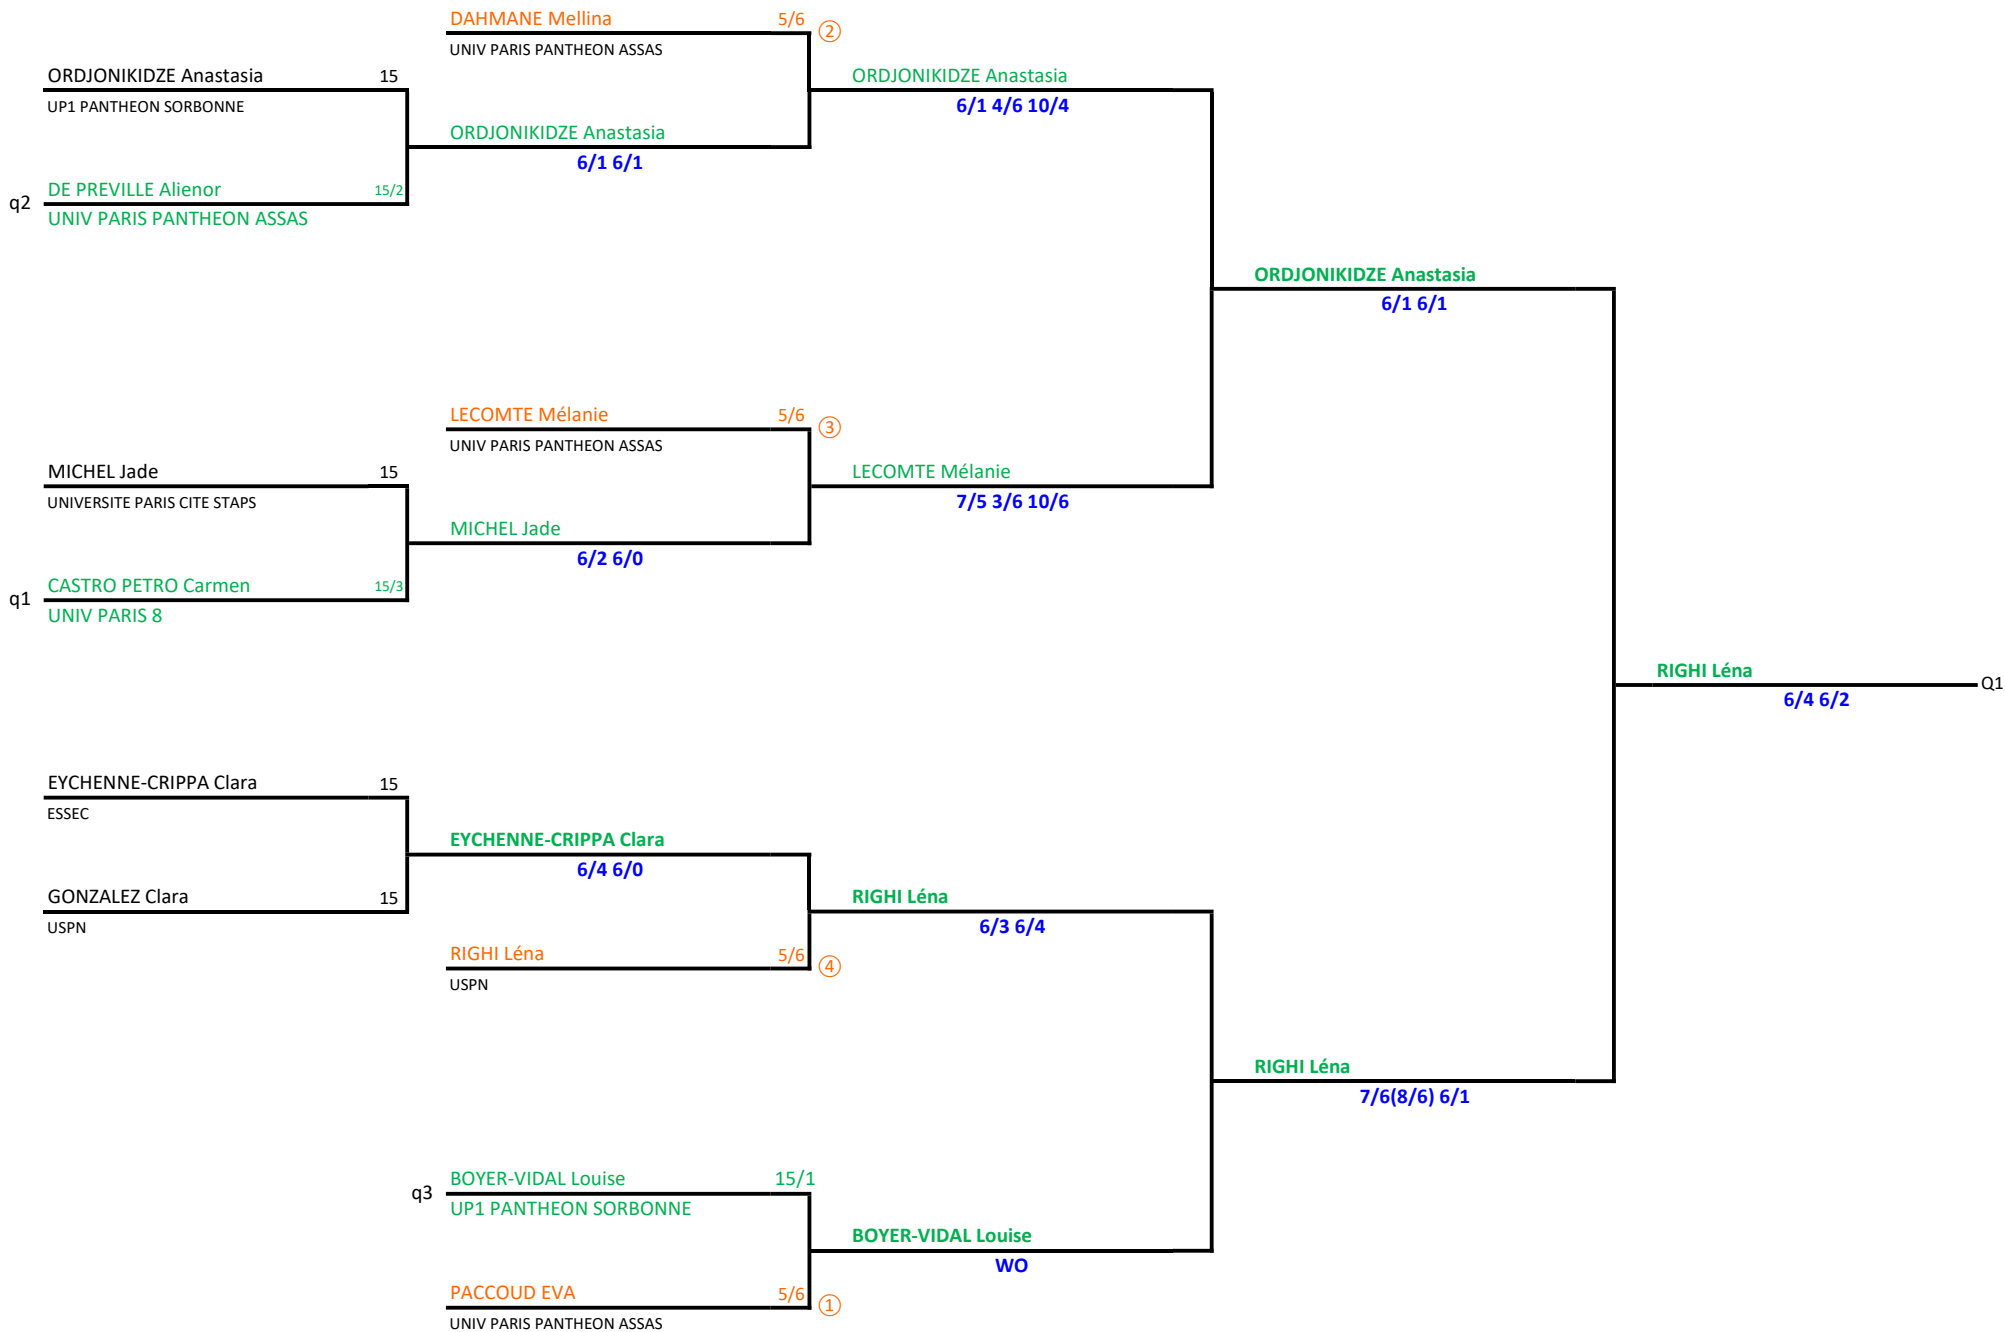 DAHMANE Mellina 5/6 ②
UNIV PARIS PANTHEON ASSAS
ORDJONIKIDZE Anastasia 15
UP1 PANTHEON SORBONNE
ORDJONIKIDZE Anastasia
6/1 4/6 10/4
ORDJONIKIDZE Anastasia
6/1 6/1
q2 DE PREVILLE Alienor 15/2
UNIV PARIS PANTHEON ASSAS
ORDJONIKIDZE Anastasia
6/1 6/1
LECOMTE Mélanie 5/6 ③
UNIV PARIS PANTHEON ASSAS
MICHEL Jade 15
UNIVERSITE PARIS CITE STAPS
LECOMTE Mélanie
7/5 3/6 10/6
MICHEL Jade
6/2 6/0
q1 CASTRO PETRO Carmen 15/3
UNIV PARIS 8
RIGHI Léna
6/4 6/2
Q1
EYCHENNE-CRIPPA Clara 15
ESSEC
EYCHENNE-CRIPPA Clara
6/4 6/0
GONZALEZ Clara 15
USPN
RIGHI Léna
6/3 6/4
RIGHI Léna 5/6 ④
USPN
RIGHI Léna
7/6(8/6) 6/1
q3 BOYER-VIDAL Louise 15/1
UP1 PANTHEON SORBONNE
BOYER-VIDAL Louise
WO
PACCOUD EVA 5/6 ①
UNIV PARIS PANTHEON ASSAS